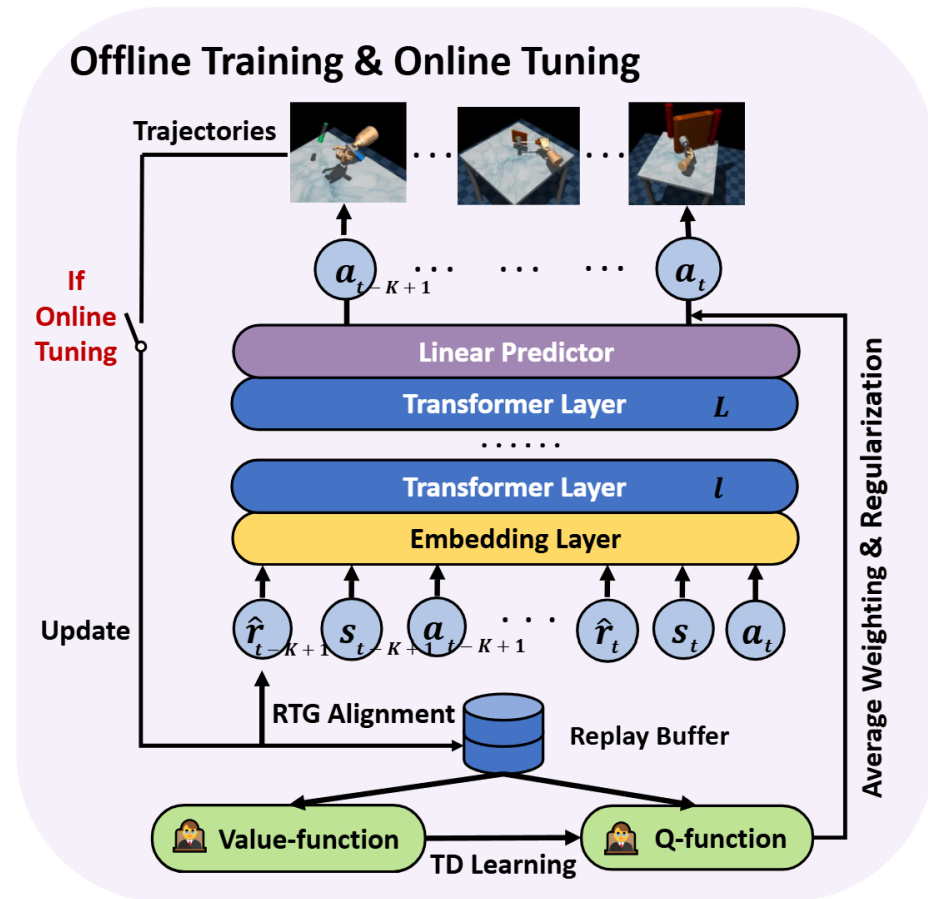 Offline Training & Online Tuning
Trajectories
. . . . . .
a_{t-K+1} . . . . . . . . . a_t
If
Online
Tuning
Linear Predictor
Transformer Layer L
. . . . . .
Transformer Layer l
Embedding Layer
r̂_{t-K+1} s_{t-K+1} a_{t-K+1} . . . r̂_t s_t a_t
Update
RTG Alignment
Replay Buffer
Value-function
TD Learning
Q-function
Average Weighting & Regularization